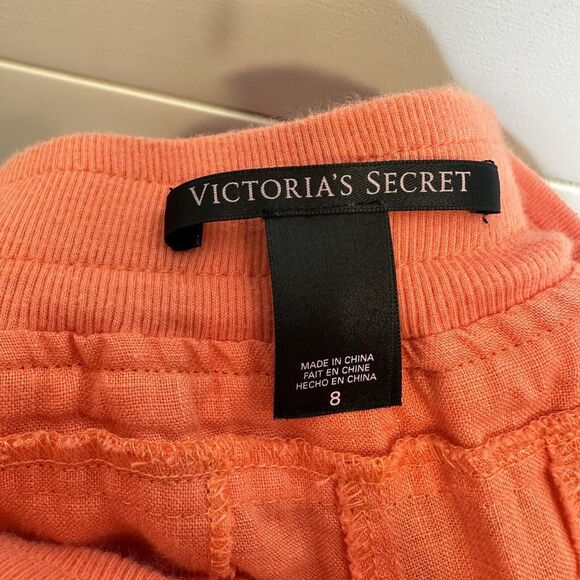 VICTORIA'S SECRET
MADE IN CHINA
FAIT EN CHINE
HECHO EN CHINA
8